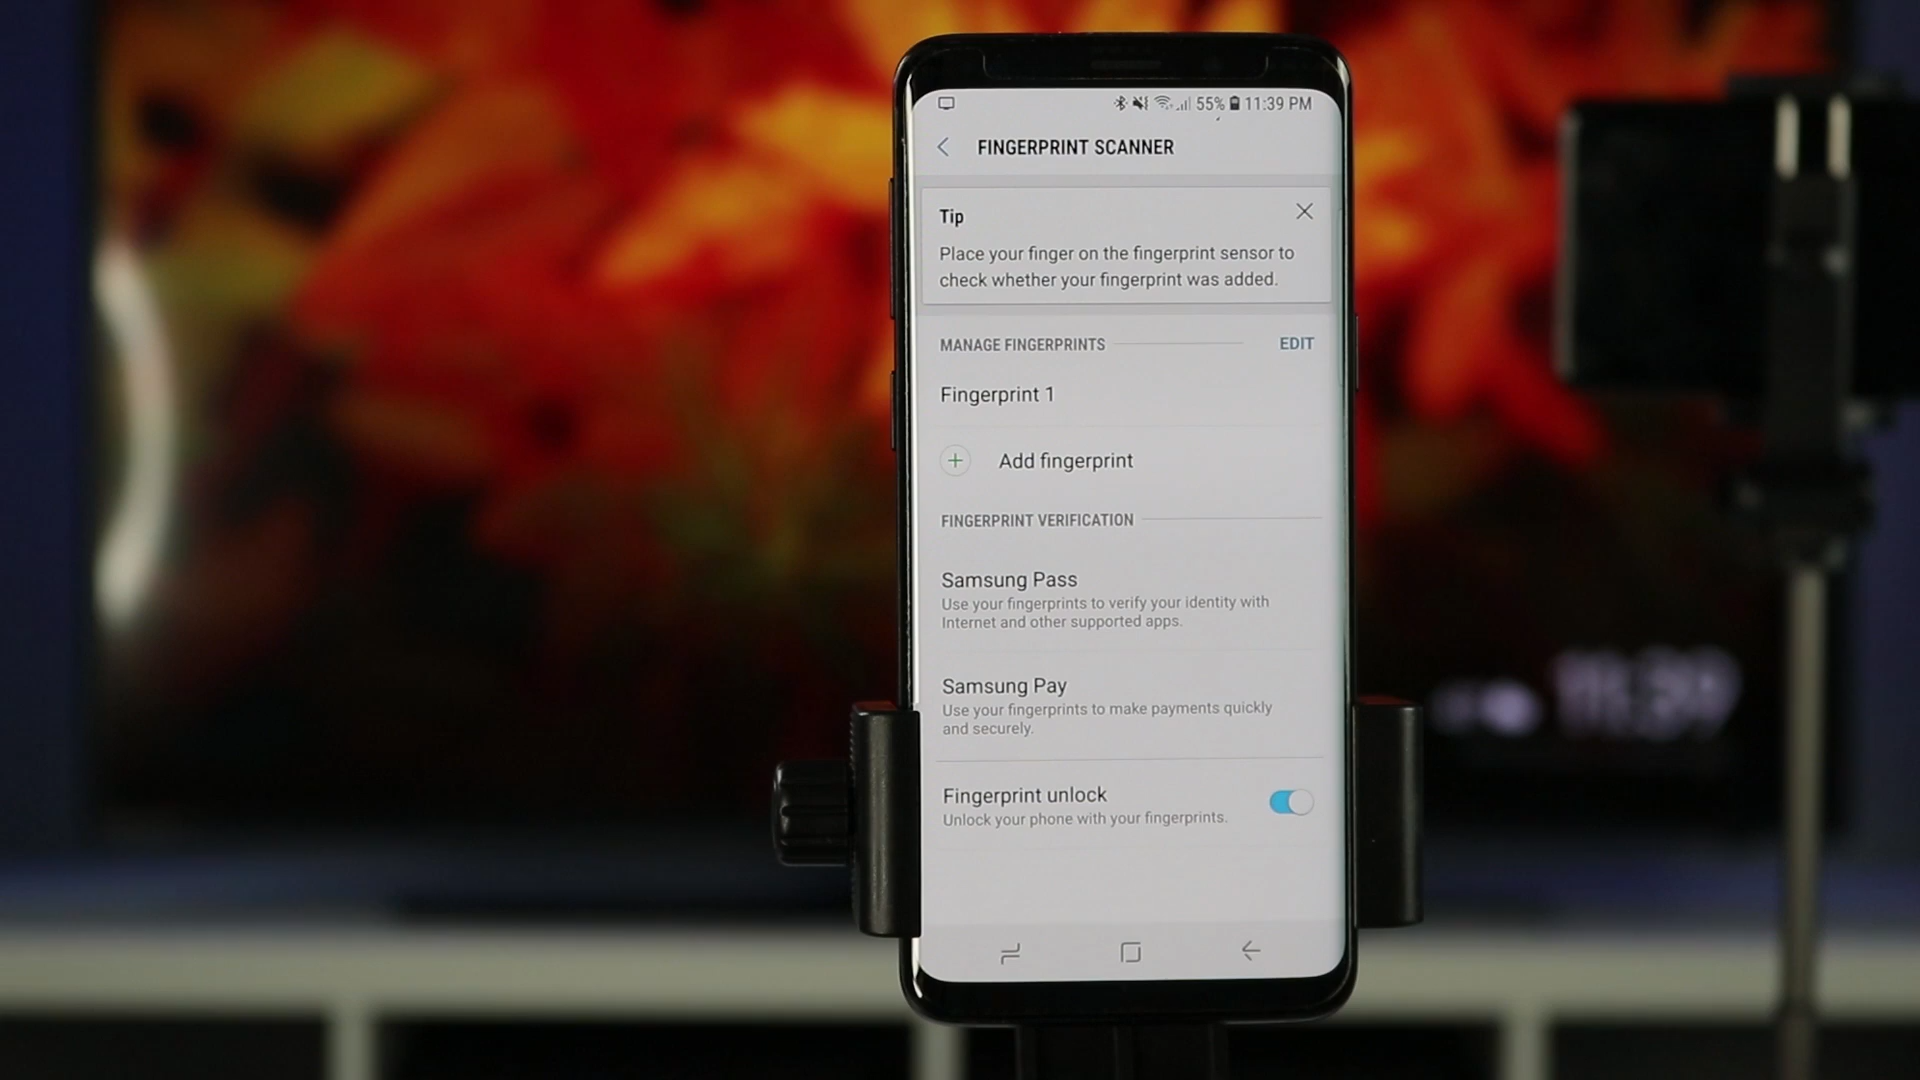 55% 11:39 PM
FINGERPRINT SCANNER
Tip
Place your finger on the fingerprint sensor to
check whether your fingerprint was added.
MANAGE FINGERPRINTS EDIT
Fingerprint 1
Add fingerprint
FINGERPRINT VERIFICATION
Samsung Pass
Use your fingerprints to verify your identity with
Internet and other supported apps.
Samsung Pay
Use your fingerprints to make payments quickly
and securely.
Fingerprint unlock
Unlock your phone with your fingerprints.
11:39